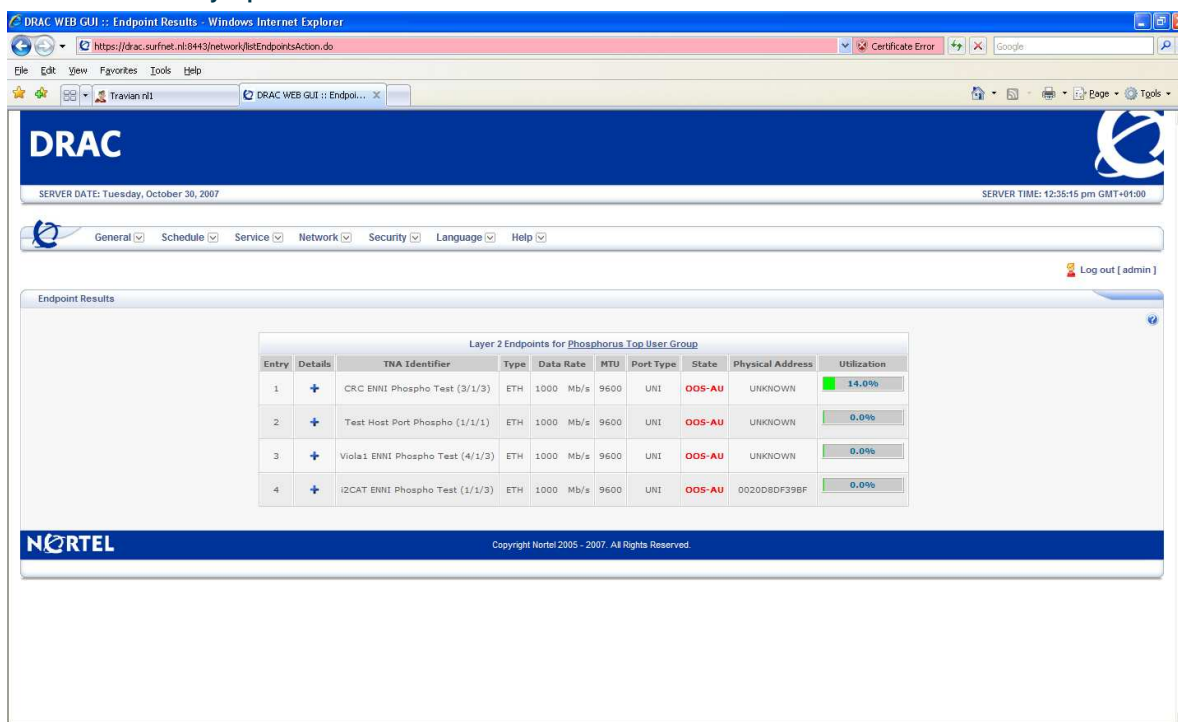 DRAC WEB GUI :: Endpoint Results - Windows Internet Explorer
https://drac.surfnet.nl:8443/network/listEndpointsAction.do Certificate Error Google
File Edit View Favorites Tools Help
Travian nl1 DRAC WEB GUI :: Endpoi... Page Tools
DRAC
SERVER DATE: Tuesday, October 30, 2007 SERVER TIME: 12:35:15 pm GMT+01:00
General Schedule Service Network Security Language Help
Log out [ admin ]
Endpoint Results
Layer 2 Endpoints for Phosphorus Top User Group
Entry Details TNA Identifier Type Data Rate MTU Port Type State Physical Address Utilization
1 + CRC ENNI Phospho Test (3/1/3) ETH 1000 Mb/s 9600 UNI OOS-AU UNKNOWN 14.0%
2 + Test Host Port Phospho (1/1/1) ETH 1000 Mb/s 9600 UNI OOS-AU UNKNOWN 0.0%
3 + Viola1 ENNI Phospho Test (4/1/3) ETH 1000 Mb/s 9600 UNI OOS-AU UNKNOWN 0.0%
4 + i2CAT ENNI Phospho Test (1/1/3) ETH 1000 Mb/s 9600 UNI OOS-AU 0020D8DF39BF 0.0%
NORTEL Copyright Nortel 2005 - 2007. All Rights Reserved.